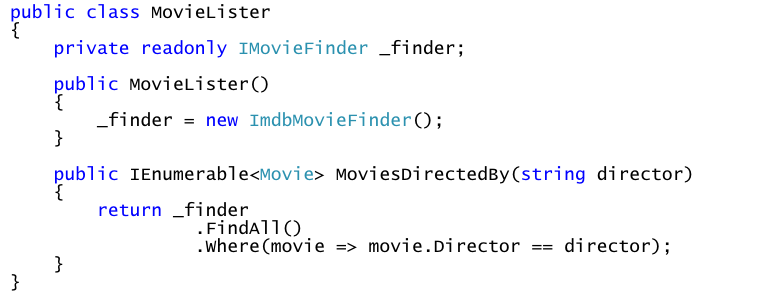 public class MovieLister
{
    private readonly IMovieFinder _finder;

    public MovieLister()
    {
        _finder = new ImdbMovieFinder();
    }

    public IEnumerable<Movie> MoviesDirectedBy(string director)
    {
        return _finder
                 .FindAll()
                 .Where(movie => movie.Director == director);
    }
}